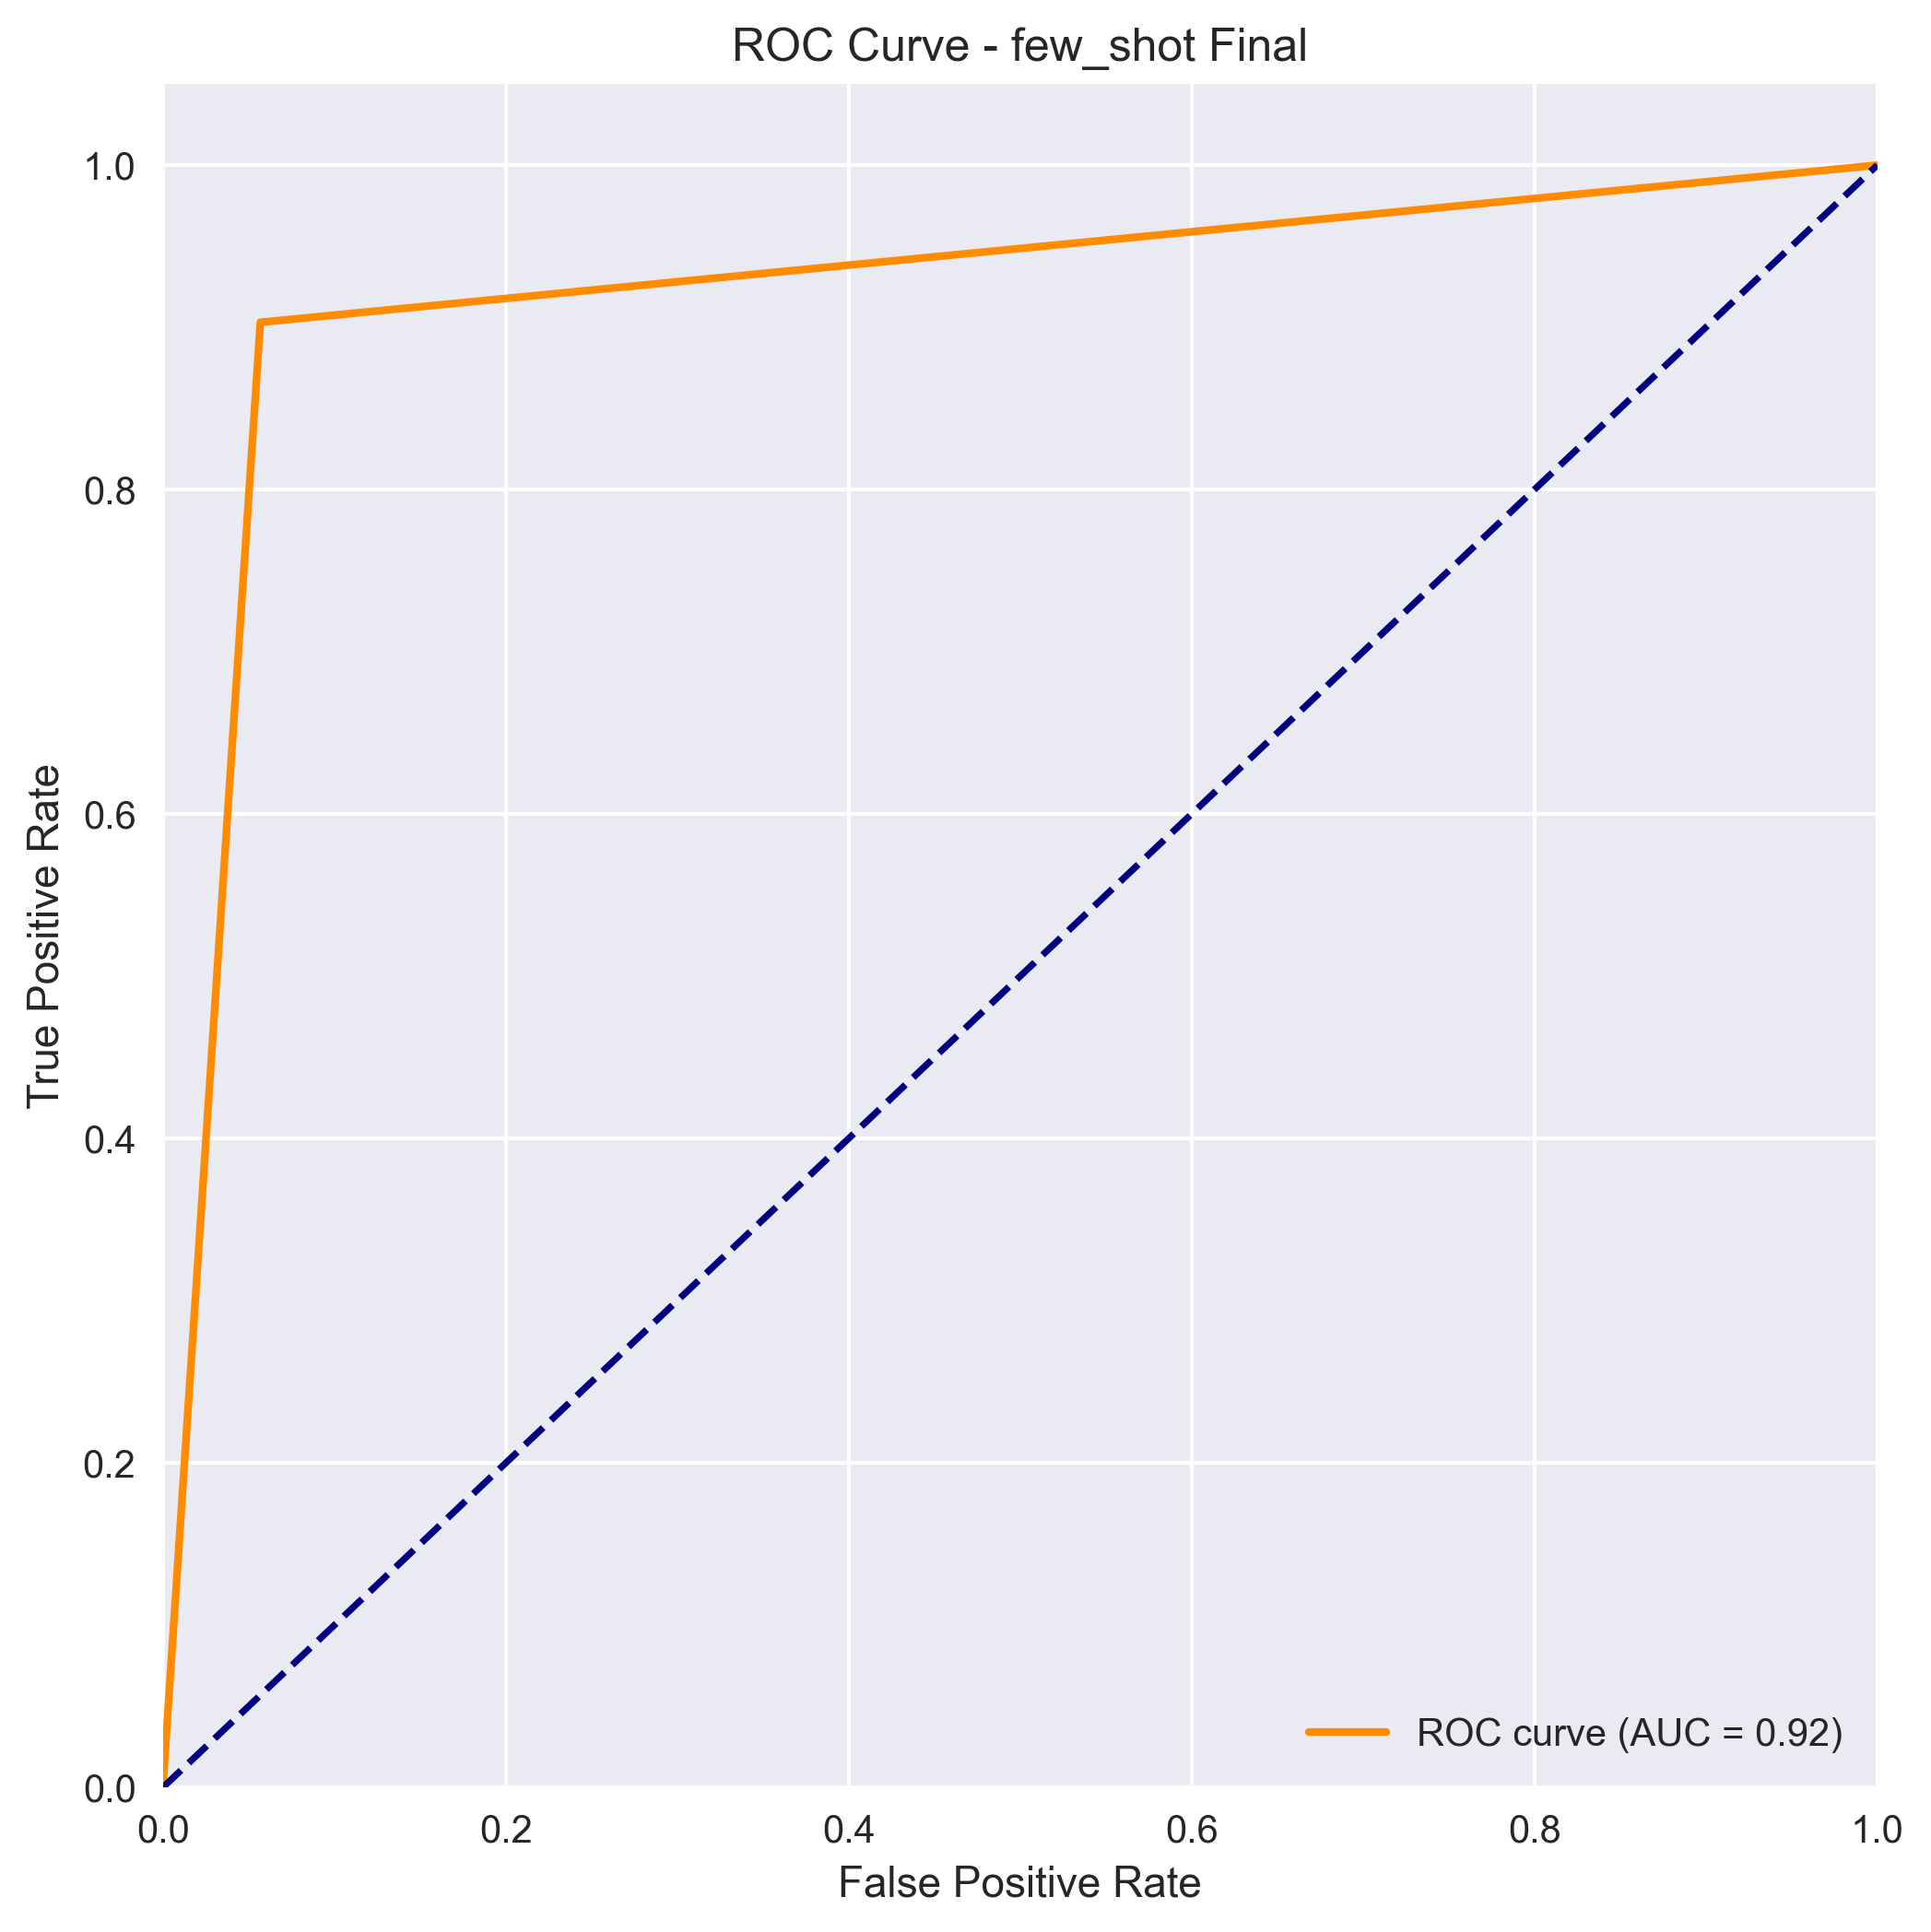 ROC Curve - few_shot Final
True Positive Rate
1.0
0.8
0.6
0.4
0.2
0.0
0.0 0.2 0.4 0.6 0.8 1.0
False Positive Rate
ROC curve (AUC = 0.92)